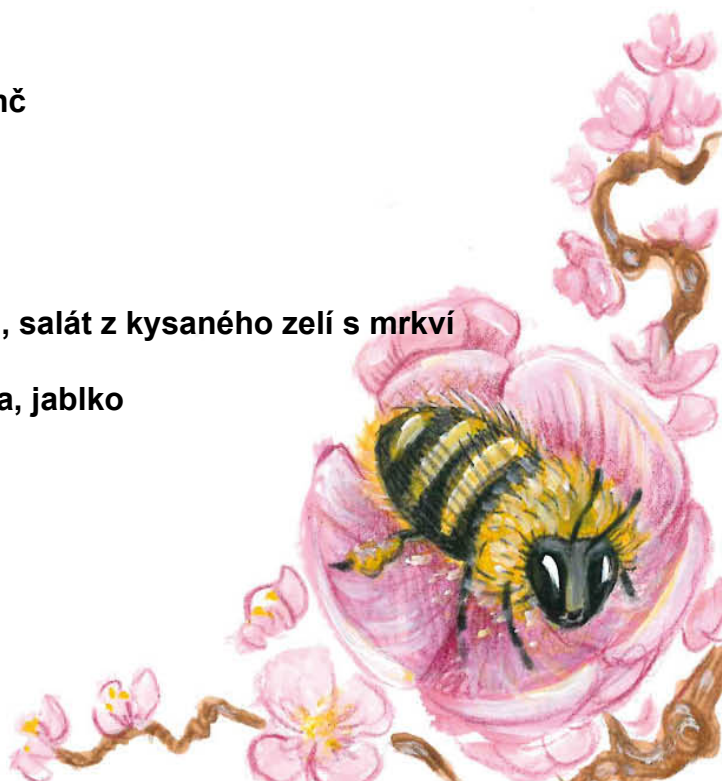 nč
, salát z kysaného zelí s mrkví
a, jablko